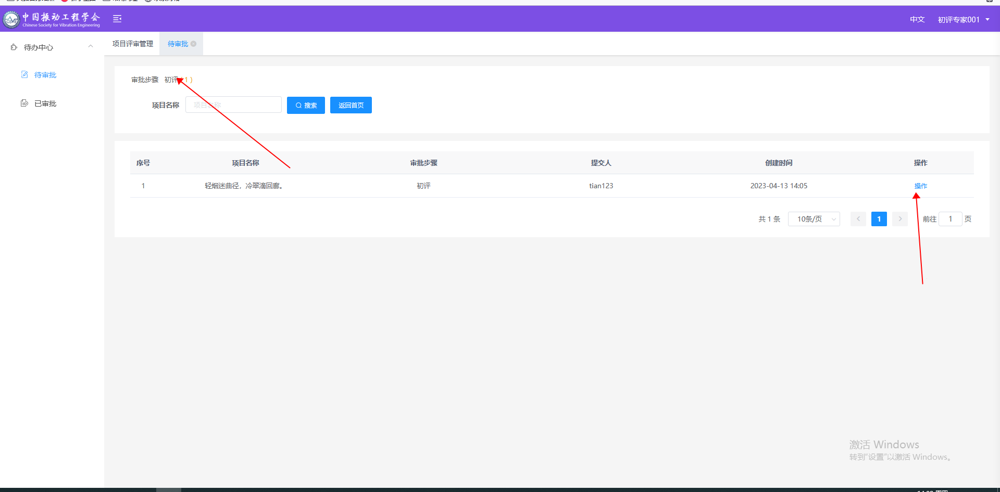 中国振动工程学会
Chinese Society for Vibration Engineering
中文 初评专家001
待办中心
待审批
已审批
项目评审管理 待审批
审批步骤 初评 1 )
项目名称 项目名称 搜索 返回首页
序号 项目名称 审批步骤 提交人 创建时间 操作
1 轻烟迷曲径，冷翠滴回廊。 初评 tian123 2023-04-13 14:05 操作
共 1 条 10条/页 1 前往 1 页
激活 Windows
转到"设置"以激活 Windows。